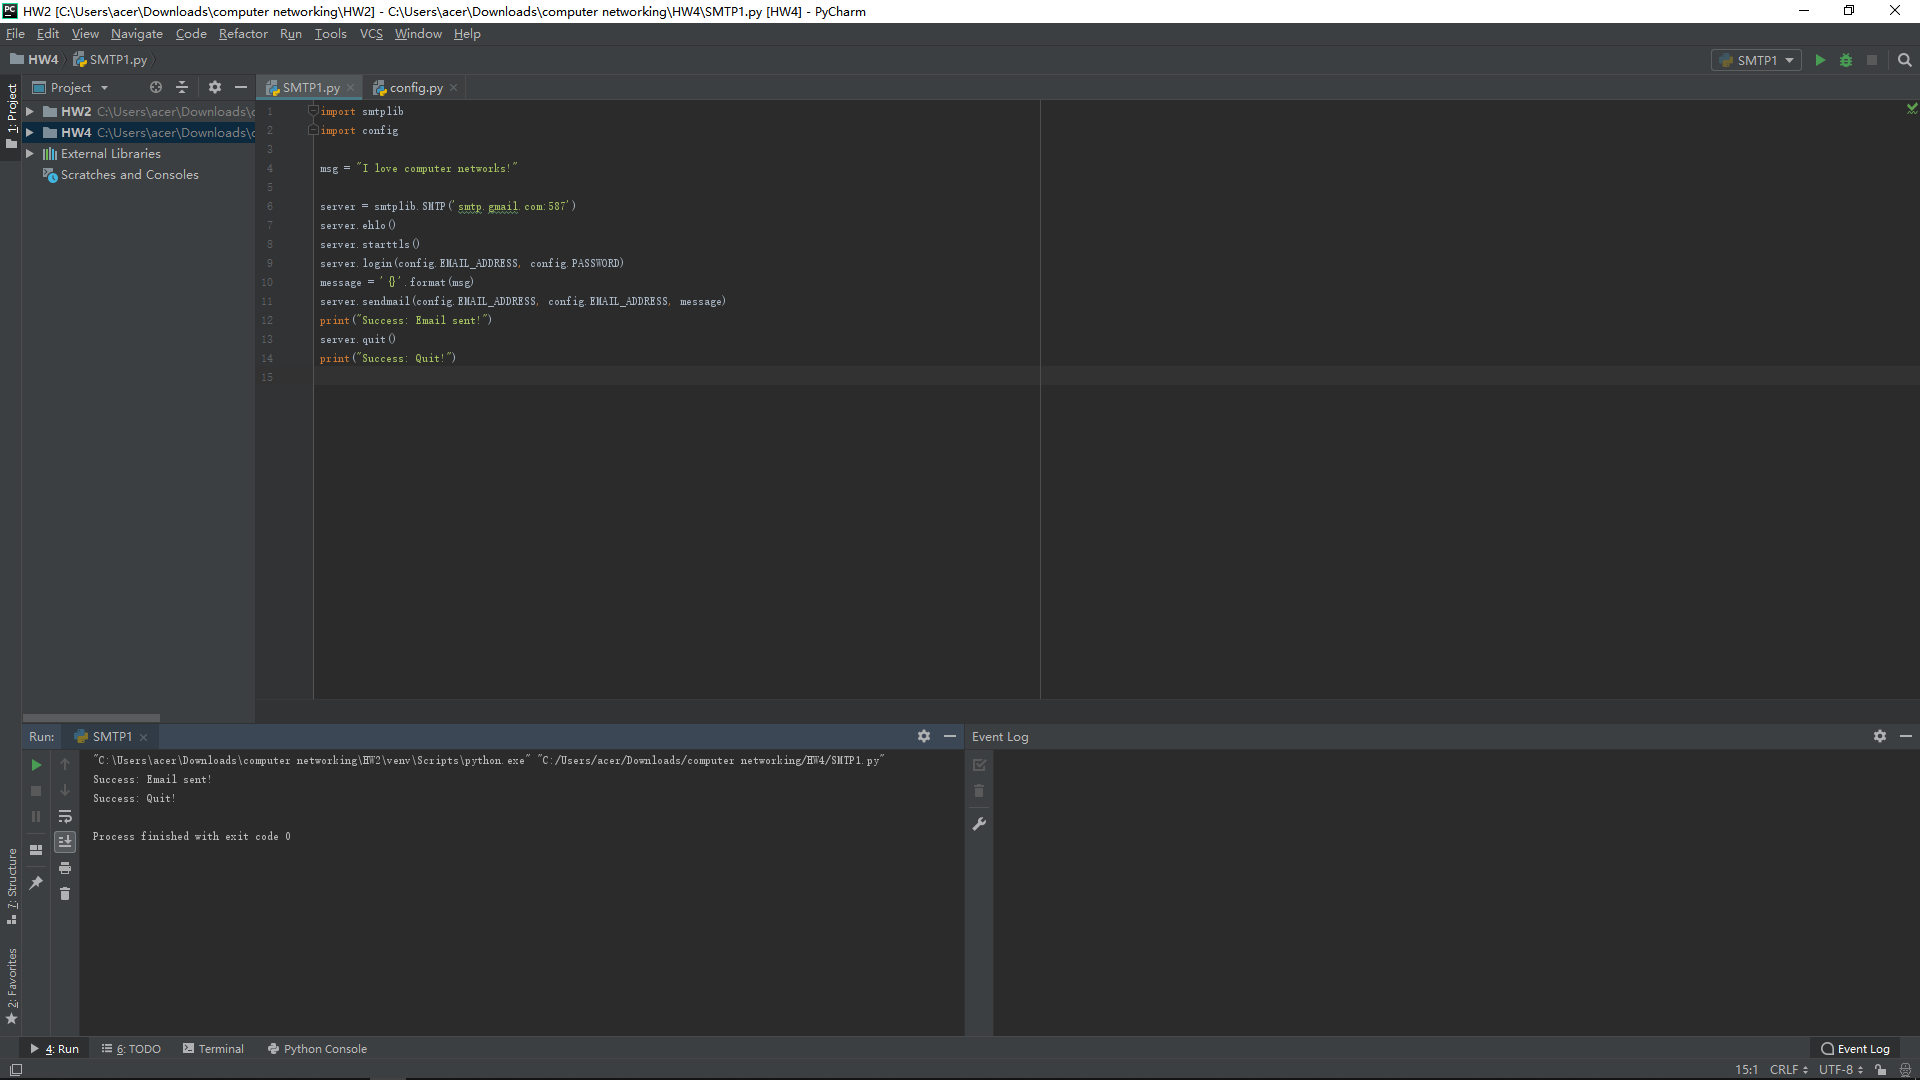 HW2 [C:\Users\acer\Downloads\computer networking\HW2] - C:\Users\acer\Downloads\computer networking\HW4\SMTP1.py [HW4] - PyCharm
File Edit View Navigate Code Refactor Run Tools VCS Window Help
HW4 SMTP1.py SMTP1
Project SMTP1.py config.py
1: Project
HW2 C:\Users\acer\Downloads\c
HW4 C:\Users\acer\Downloads\c
External Libraries
Scratches and Consoles
1 import smtplib
2 import config
3
4 msg = "I love computer networks!"
5
6 server = smtplib.SMTP('smtp.gmail.com:587')
7 server.ehlo()
8 server.starttls()
9 server.login(config.EMAIL_ADDRESS, config.PASSWORD)
10 message = '{}'.format(msg)
11 server.sendmail(config.EMAIL_ADDRESS, config.EMAIL_ADDRESS, message)
12 print("Success: Email sent!")
13 server.quit()
14 print("Success: Quit!")
15
Run: SMTP1 Event Log
"C:\Users\acer\Downloads\computer networking\HW2\venv\Scripts\python.exe" "C:/Users/acer/Downloads/computer networking/HW4/SMTP1.py"
Success: Email sent!
Success: Quit!
Process finished with exit code 0
7: Structure
2: Favorites
4: Run 6: TODO Terminal Python Console Event Log
15:1 CRLF UTF-8